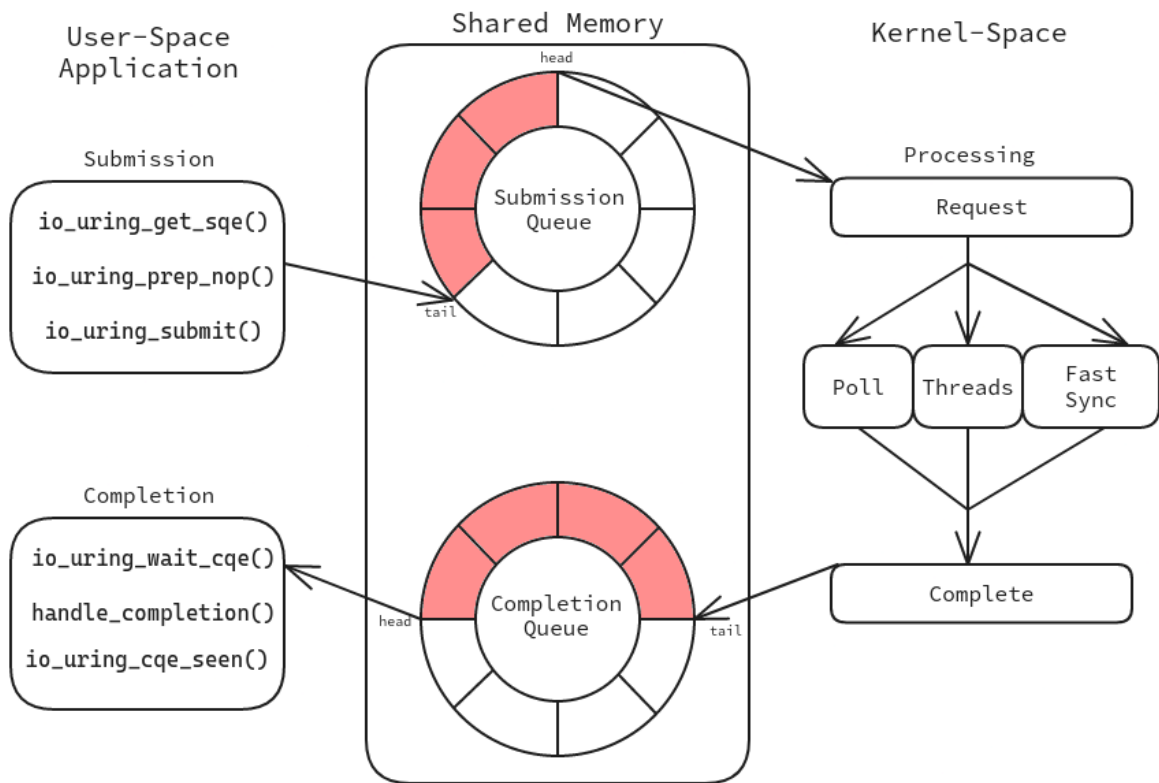 User-Space
Application
Shared Memory
Kernel-Space
head
Submission
Processing
io_uring_get_sqe()
io_uring_prep_nop()
io_uring_submit()
Submission
Queue
tail
Request
Poll
Threads
Fast
Sync
Completion
io_uring_wait_cqe()
handle_completion()
io_uring_cqe_seen()
head
Completion
Queue
tail
Complete